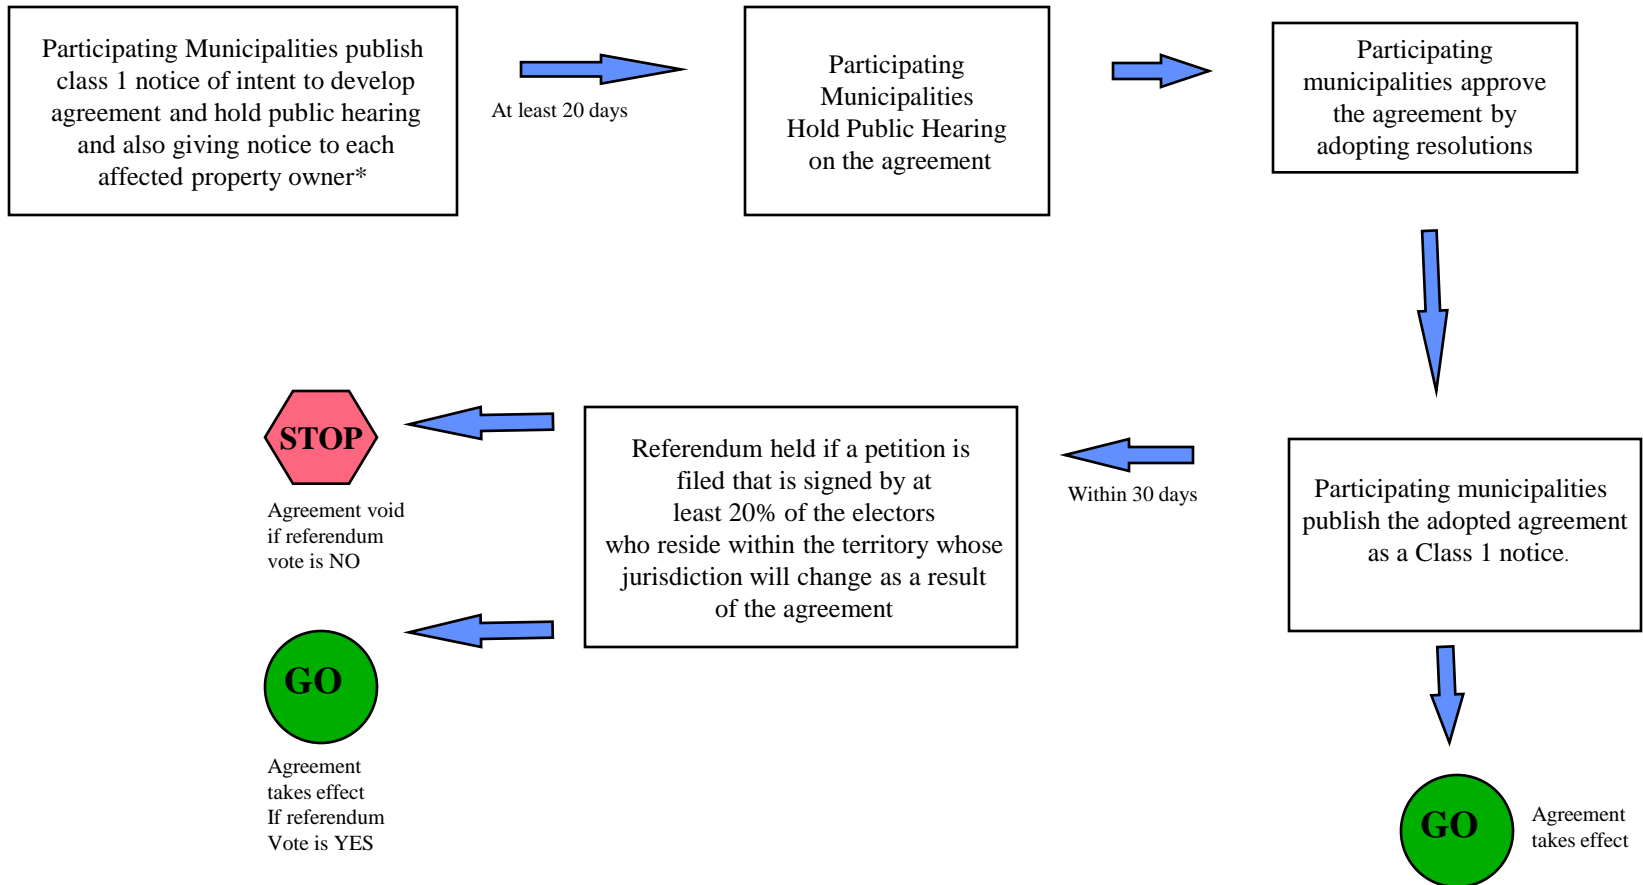 Participating Municipalities publish
class 1 notice of intent to develop
agreement and hold public hearing
and also giving notice to each
affected property owner*
At least 20 days
Participating
Municipalities
Hold Public Hearing
on the agreement
Participating
municipalities approve
the agreement by
adopting resolutions
Participating municipalities
publish the adopted agreement
as a Class 1 notice.
Within 30 days
Referendum held if a petition is
filed that is signed by at
least 20% of the electors
who reside within the territory whose
jurisdiction will change as a result
of the agreement
STOP
Agreement void
if referendum
vote is NO
GO
Agreement
takes effect
If referendum
Vote is YES
GO
Agreement
takes effect